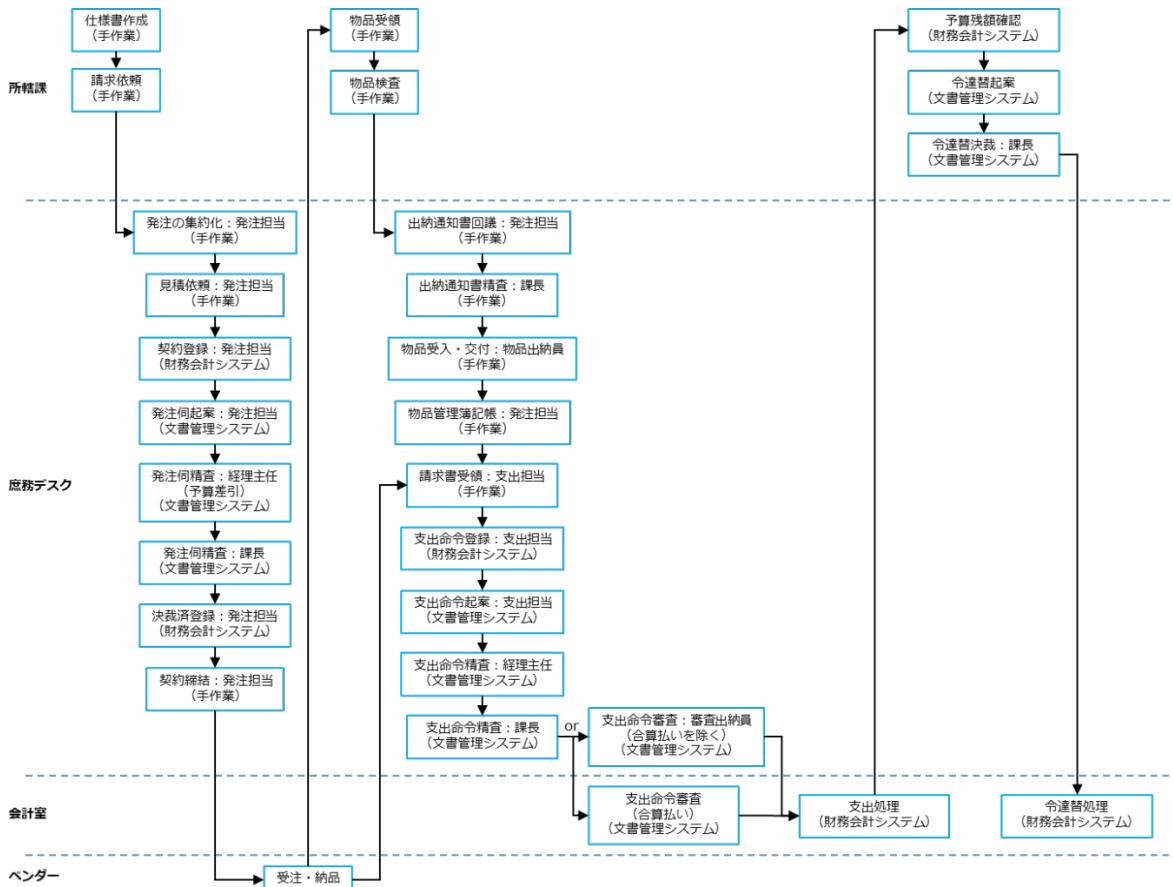 所轄課
仕様書作成
(手作業)
請求依頼
(手作業)
物品受領
(手作業)
物品検査
(手作業)
予算残額確認
(財務会計システム)
令達替起案
(文書管理システム)
令達替決裁：課長
(文書管理システム)
庶務デスク
発注の集約化：発注担当
(手作業)
見積依頼：発注担当
(手作業)
契約登録：発注担当
(財務会計システム)
発注伺起案：発注担当
(文書管理システム)
発注伺精査：経理主任
(予算差引)
(文書管理システム)
発注伺精査：課長
(文書管理システム)
決裁済登録：発注担当
(財務会計システム)
契約締結：発注担当
(手作業)
出納通知書回議：発注担当
(手作業)
出納通知書精査：課長
(手作業)
物品受入・交付：物品出納員
(手作業)
物品管理簿記帳：発注担当
(手作業)
請求書受領：支出担当
(手作業)
支出命令登録：支出担当
(財務会計システム)
支出命令起案：支出担当
(文書管理システム)
支出命令精査：経理主任
(文書管理システム)
支出命令精査：課長
(文書管理システム)
or
支出命令審査：審査出納員
(合算払いを除く)
(文書管理システム)
会計室
支出命令審査
(合算払い)
(文書管理システム)
支出処理
(財務会計システム)
令達替処理
(財務会計システム)
ベンダー
受注・納品